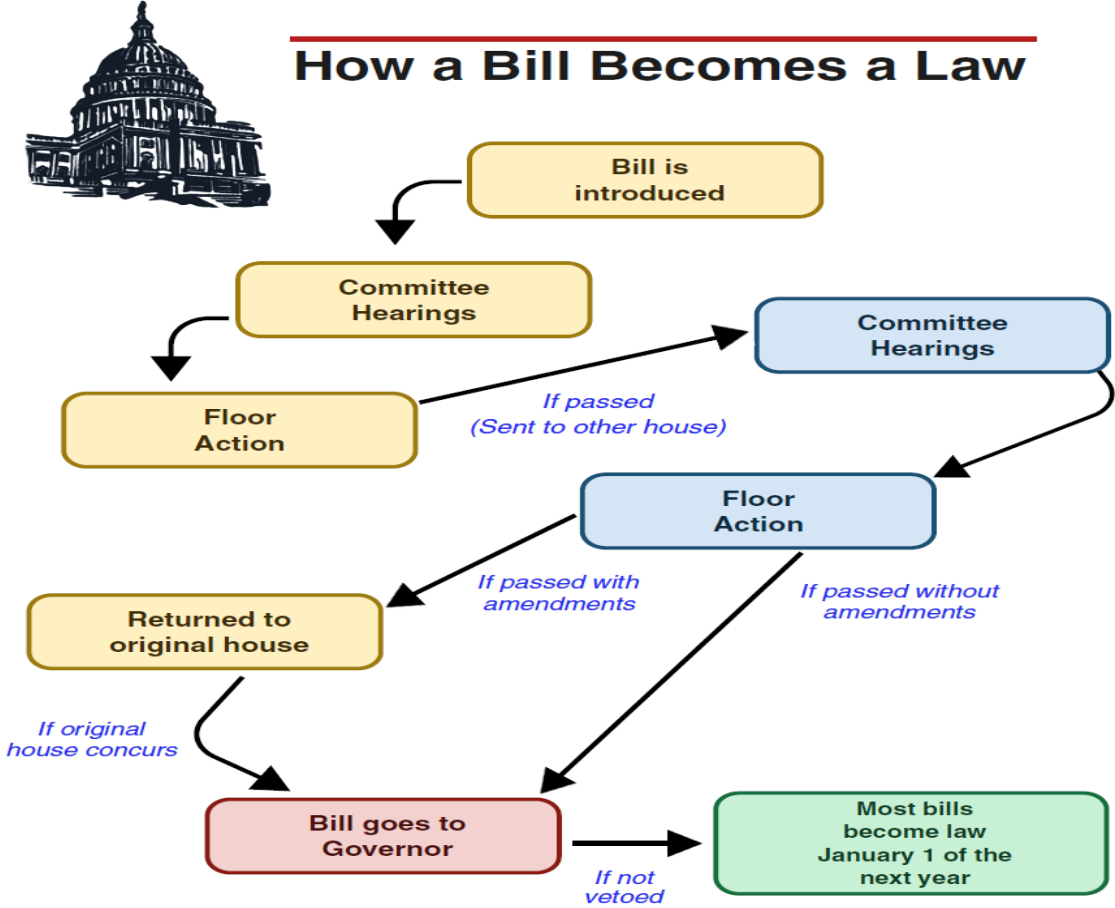 How a Bill Becomes a Law
Bill is
introduced
Committee
Hearings
Floor
Action
If passed
(Sent to other house)
Committee
Hearings
Floor
Action
If passed with
amendments
If passed without
amendments
Returned to
original house
If original
house concurs
Bill goes to
Governor
If not
vetoed
Most bills
become law
January 1 of the
next year